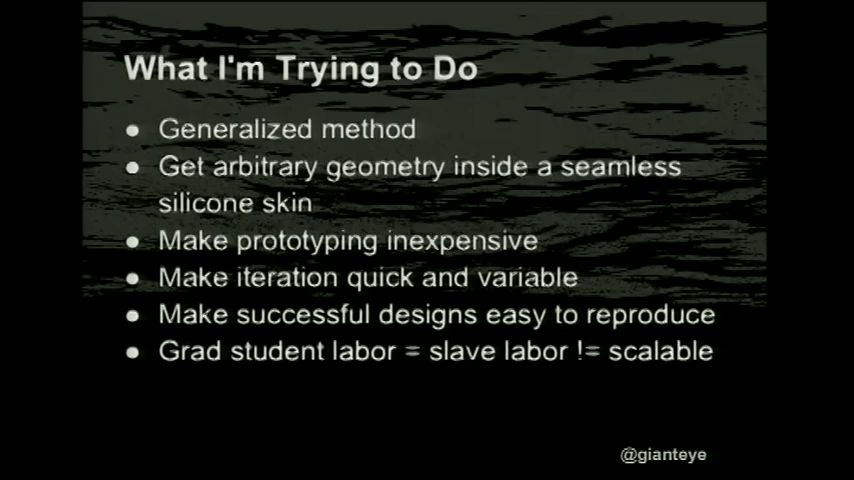 What I'm Trying to Do
● Generalized method
● Get arbitrary geometry inside a seamless
silicone skin
● Make prototyping inexpensive
● Make iteration quick and variable
● Make successful designs easy to reproduce
● Grad student labor = slave labor != scalable
@gianteye